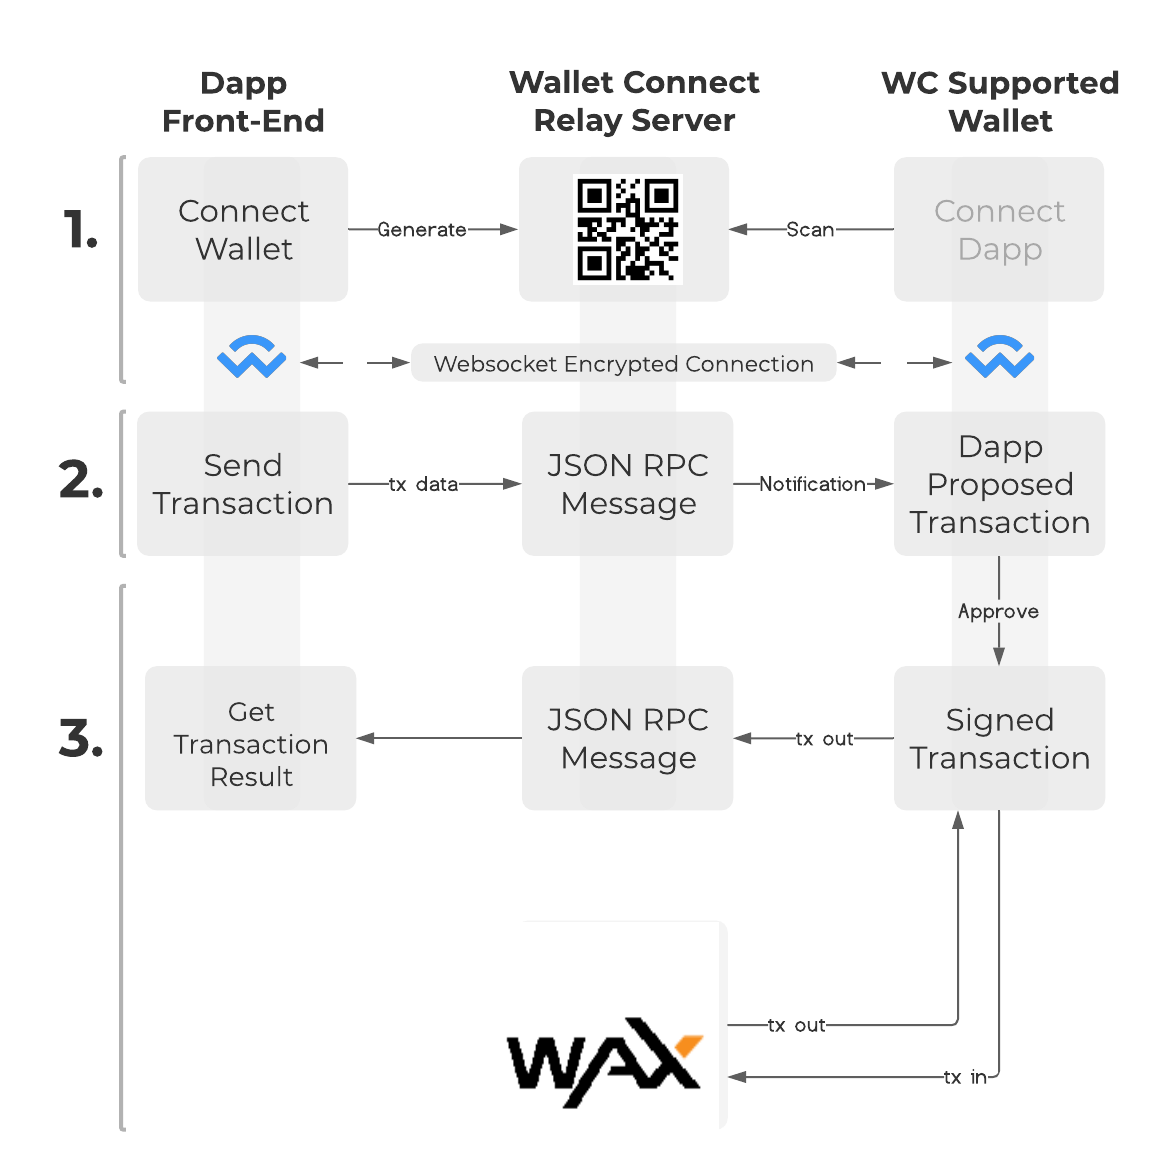 Dapp
Front-End
Wallet Connect
Relay Server
WC Supported
Wallet
1.
Connect
Wallet
Generate
Scan
Connect
Dapp
Websocket Encrypted Connection
2.
Send
Transaction
tx data
JSON RPC
Message
Notification
Dapp
Proposed
Transaction
Approve
3.
Get
Transaction
Result
JSON RPC
Message
tx out
Signed
Transaction
WAX
tx out
tx in